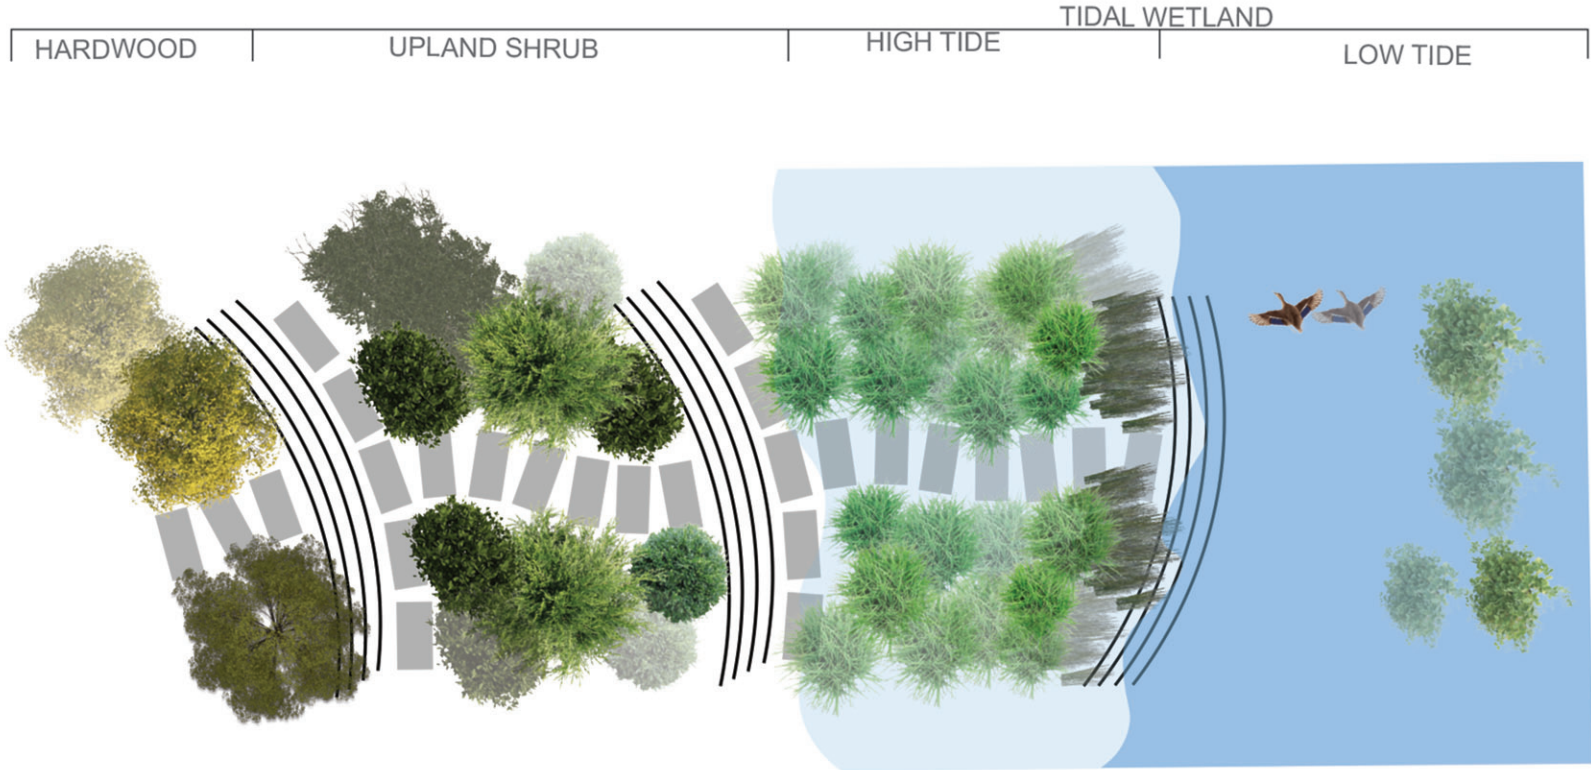 TIDAL WETLAND
HARDWOOD
UPLAND SHRUB
HIGH TIDE
LOW TIDE